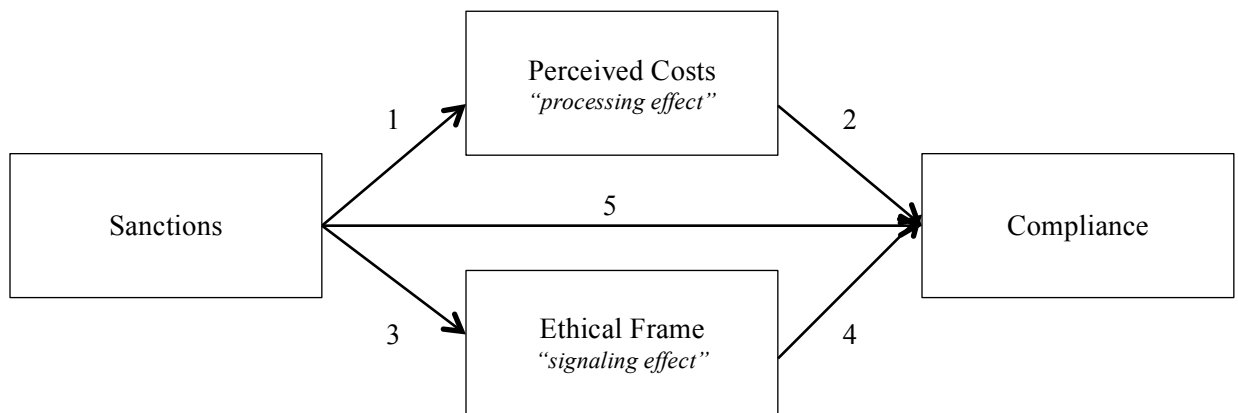 Perceived Costs
“processing effect”
1
2
Sanctions
5
Compliance
3
Ethical Frame
“signaling effect”
4